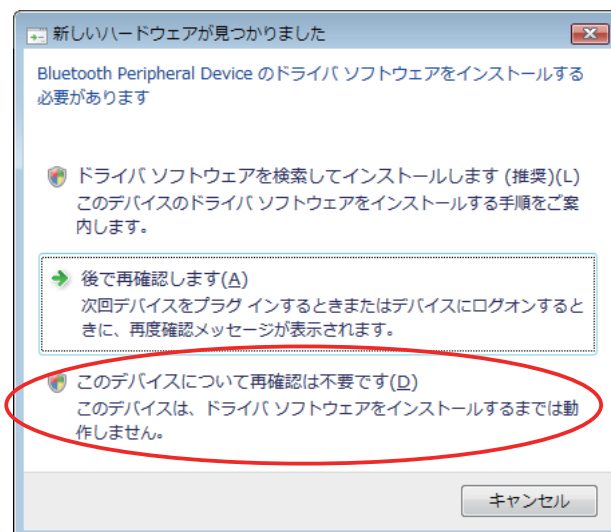 新しいハードウェアが見つかりました
Bluetooth Peripheral Device のドライバ ソフトウェアをインストールする
必要があります
ドライバ ソフトウェアを検索してインストールします (推奨)(L)
このデバイスのドライバ ソフトウェアをインストールする手順をご案
内します。
後で再確認します(A)
次回デバイスをプラグ インするときまたはデバイスにログオンすると
きに、再度確認メッセージが表示されます。
このデバイスについて再確認は不要です(D)
このデバイスは、ドライバ ソフトウェアをインストールするまでは動
作しません。
キャンセル